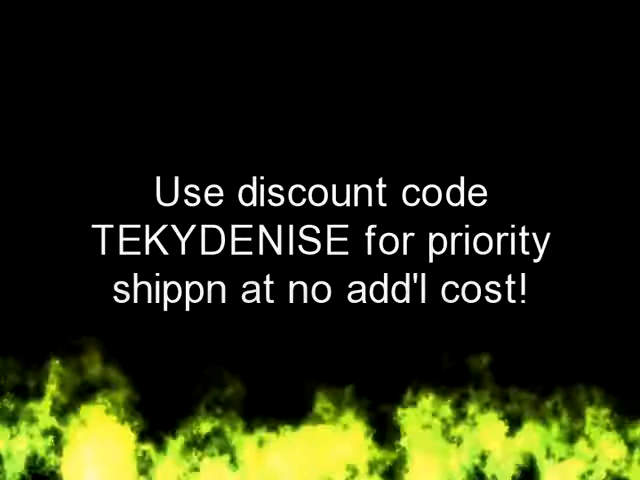 Use discount code
TEKYDENISE for priority
shippn at no add'l cost!